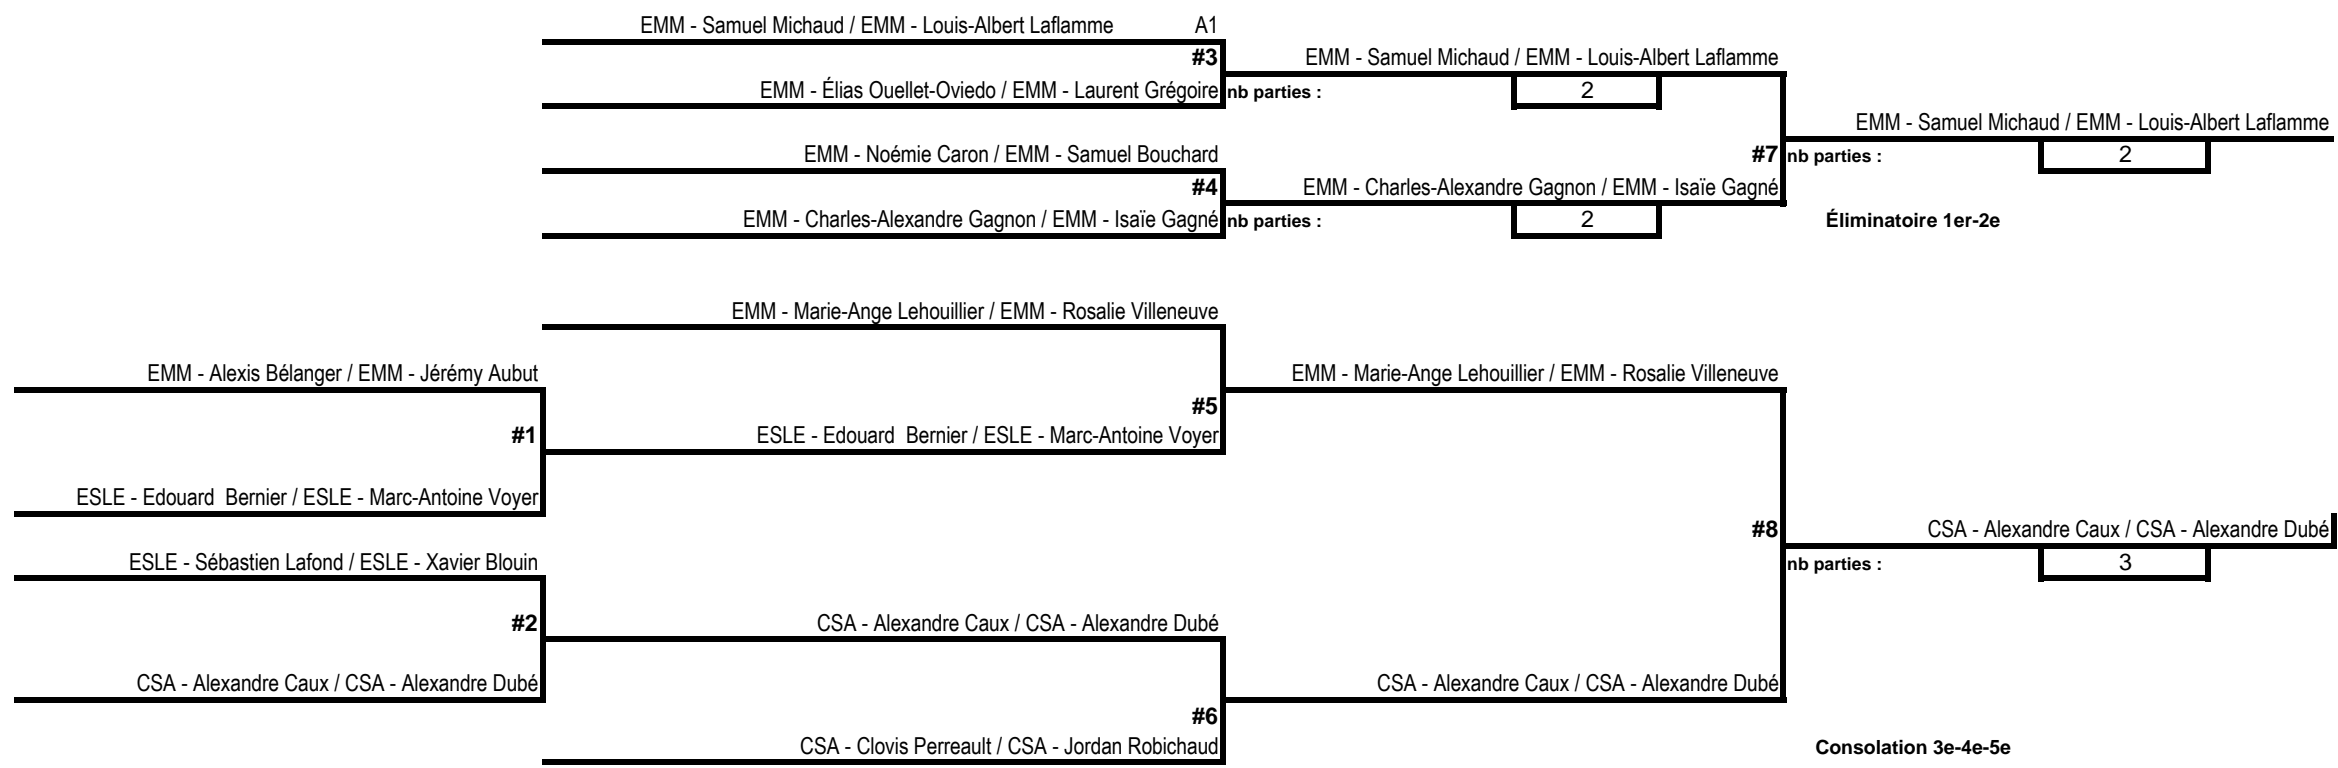 EMM - Samuel Michaud / EMM - Louis-Albert Laflamme A1
#3 EMM - Samuel Michaud / EMM - Louis-Albert Laflamme
EMM - Élias Ouellet-Oviedo / EMM - Laurent Grégoire nb parties : 2
EMM - Samuel Michaud / EMM - Louis-Albert Laflamme
EMM - Noémie Caron / EMM - Samuel Bouchard #7 nb parties : 2
#4 EMM - Charles-Alexandre Gagnon / EMM - Isaïe Gagné
EMM - Charles-Alexandre Gagnon / EMM - Isaïe Gagné nb parties : 2 Éliminatoire 1er-2e
EMM - Marie-Ange Lehouillier / EMM - Rosalie Villeneuve
EMM - Alexis Bélanger / EMM - Jérémy Aubut EMM - Marie-Ange Lehouillier / EMM - Rosalie Villeneuve
#5
#1 ESLE - Edouard  Bernier / ESLE - Marc-Antoine Voyer
ESLE - Edouard  Bernier / ESLE - Marc-Antoine Voyer
#8 CSA - Alexandre Caux / CSA - Alexandre Dubé
ESLE - Sébastien Lafond / ESLE - Xavier Blouin nb parties : 3
#2 CSA - Alexandre Caux / CSA - Alexandre Dubé
CSA - Alexandre Caux / CSA - Alexandre Dubé CSA - Alexandre Caux / CSA - Alexandre Dubé
#6
CSA - Clovis Perreault / CSA - Jordan Robichaud Consolation 3e-4e-5e